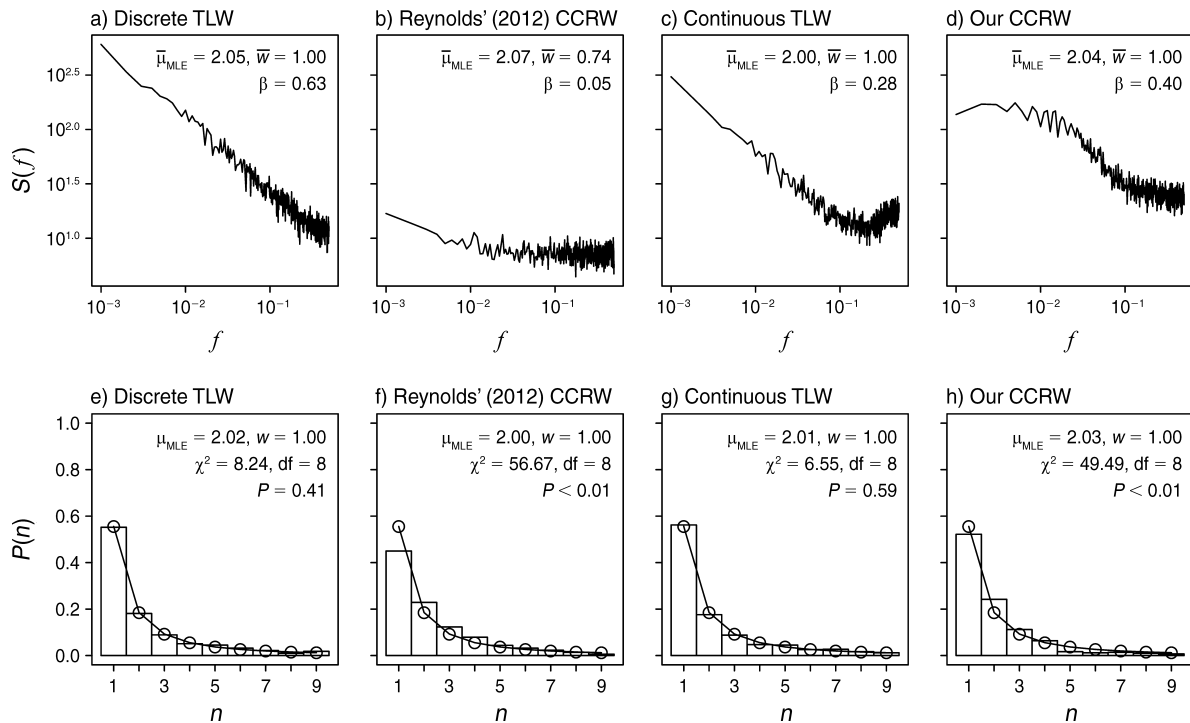 a) Discrete TLW
b) Reynolds' (2012) CCRW
c) Continuous TLW
d) Our CCRW
S(f)
10^2.5
10^2.0
10^1.5
10^1.0
μ̅_MLE = 2.05, w̅ = 1.00
β = 0.63
μ̅_MLE = 2.07, w̅ = 0.74
β = 0.05
μ̅_MLE = 2.00, w̅ = 1.00
β = 0.28
μ̅_MLE = 2.04, w̅ = 1.00
β = 0.40
10^−3 10^−2 10^−1
10^−3 10^−2 10^−1
10^−3 10^−2 10^−1
10^−3 10^−2 10^−1
f
f
f
f
e) Discrete TLW
f) Reynolds' (2012) CCRW
g) Continuous TLW
h) Our CCRW
P(n)
1.0
0.8
0.6
0.4
0.2
0.0
μ_MLE = 2.02, w = 1.00
χ² = 8.24, df = 8
P = 0.41
μ_MLE = 2.00, w = 1.00
χ² = 56.67, df = 8
P < 0.01
μ_MLE = 2.01, w = 1.00
χ² = 6.55, df = 8
P = 0.59
μ_MLE = 2.03, w = 1.00
χ² = 49.49, df = 8
P < 0.01
1 3 5 7 9
1 3 5 7 9
1 3 5 7 9
1 3 5 7 9
n
n
n
n